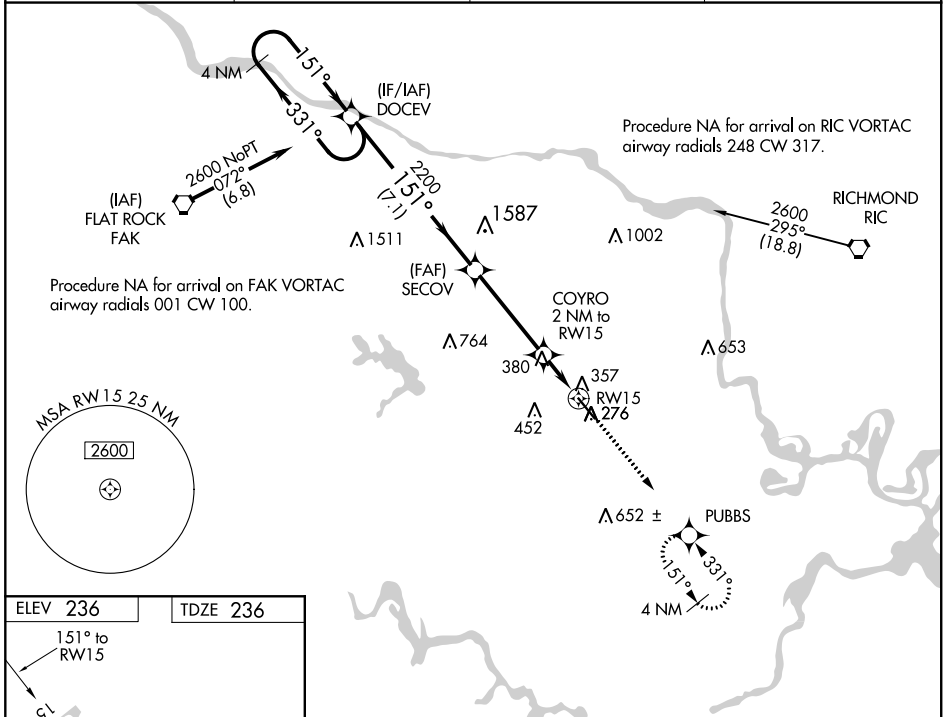 151°
4 NM
331°
(IF/IAF)
DOCEV
2600 NoPT
072°
(6.8)
(IAF)
FLAT ROCK
FAK
2200
151°
(7.1)
1587
1511
1002
Procedure NA for arrival on RIC VORTAC
airway radials 248 CW 317.
RICHMOND
RIC
2600
295°
(18.8)
Procedure NA for arrival on FAK VORTAC
airway radials 001 CW 100.
(FAF)
SECOV
COYRO
2 NM to
RW15
764
380
653
357
RW15
276
452
MSA RW15 25 NM
2600
652 ±
PUBBS
151°
331°
4 NM
ELEV 236
TDZE 236
151° to
RW15
15